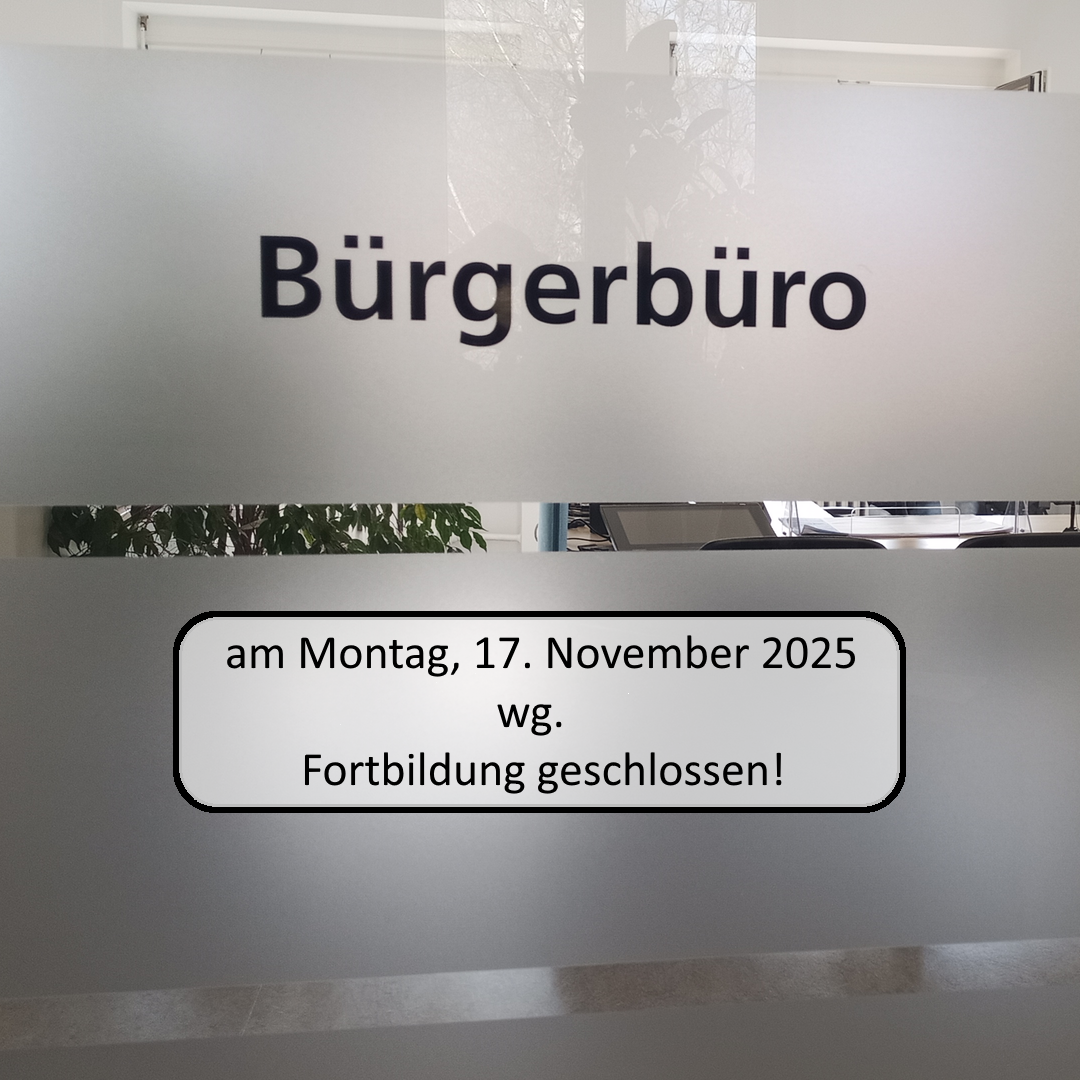 Bürgerbüro
am Montag, 17. November 2025
wg.
Fortbildung geschlossen!